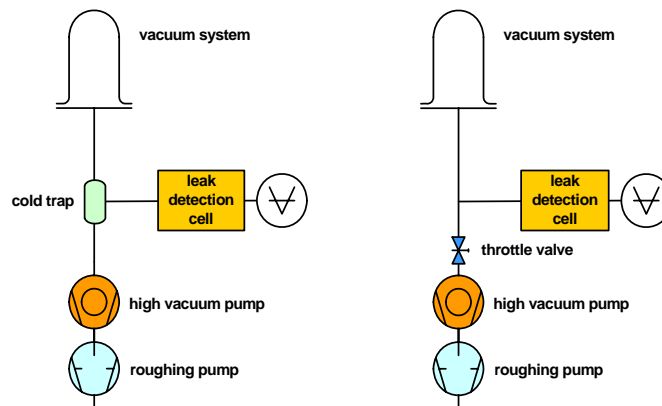 vacuum system
cold trap
leak
detection
cell
high vacuum pump
roughing pump
vacuum system
leak
detection
cell
throttle valve
high vacuum pump
roughing pump